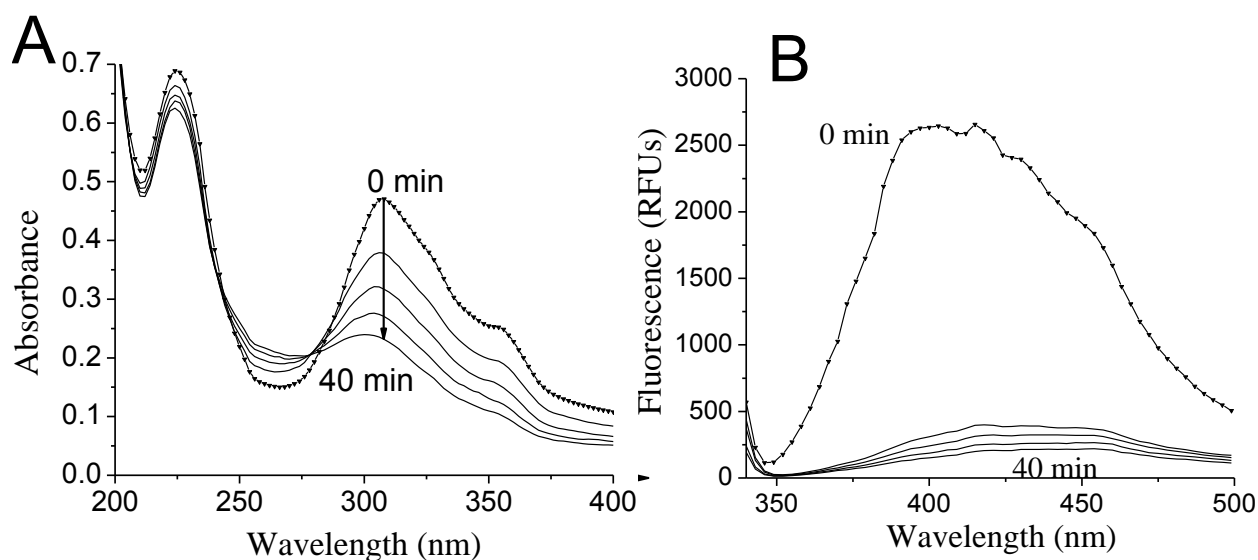 A
0.7
0.6
0.5
0.4
0.3
0.2
0.1
0.0
Absorbance
0 min
40 min
200 250 300 350 400
Wavelength (nm)
B
3000
2500
2000
1500
1000
500
0
Fluorescence (RFUs)
0 min
40 min
350 400 450 500
Wavelength (nm)